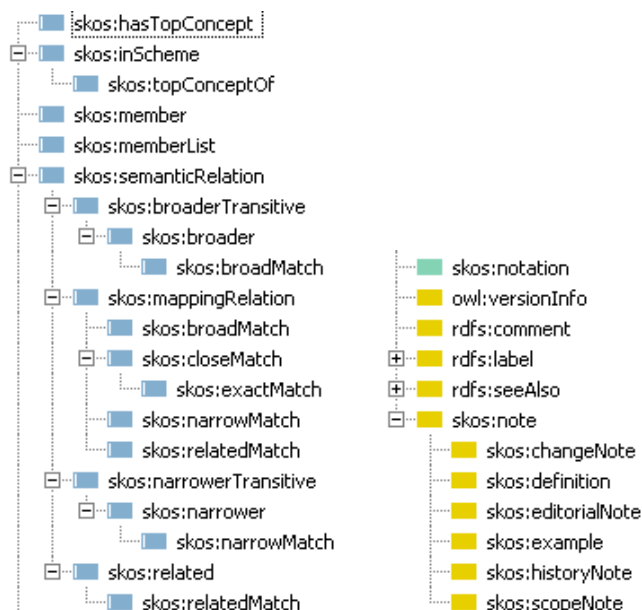 skos:hasTopConcept
skos:inScheme
skos:topConceptOf
skos:member
skos:memberList
skos:semanticRelation
skos:broaderTransitive
skos:broader
skos:broadMatch
skos:mappingRelation
skos:broadMatch
skos:closeMatch
skos:exactMatch
skos:narrowMatch
skos:relatedMatch
skos:narrowerTransitive
skos:narrower
skos:narrowMatch
skos:related
skos:relatedMatch
skos:notation
owl:versionInfo
rdfs:comment
rdfs:label
rdfs:seeAlso
skos:note
skos:changeNote
skos:definition
skos:editorialNote
skos:example
skos:historyNote
skos:scopeNote